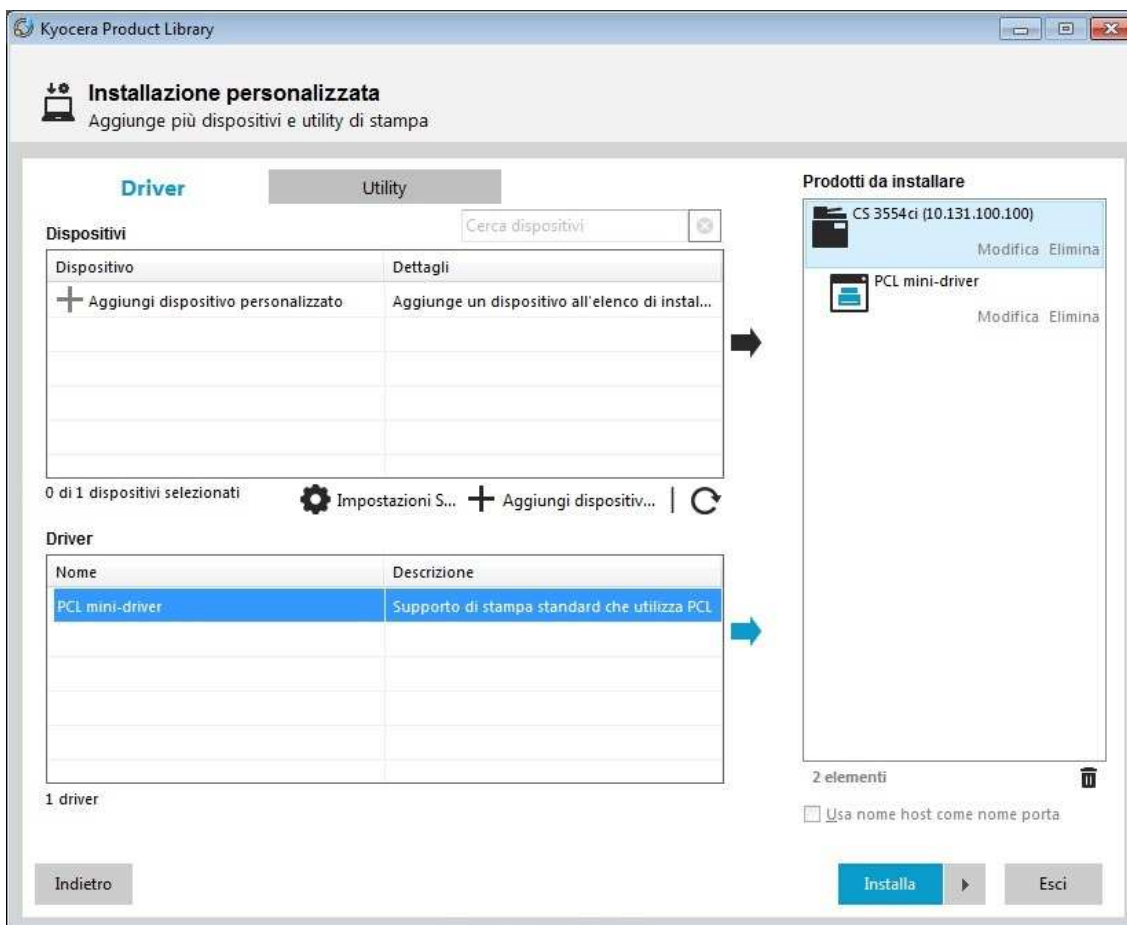 Kyocera Product Library
Installazione personalizzata
Aggiunge più dispositivi e utility di stampa
Driver
Utility
Cerca dispositivi
Dispositivi
Dispositivo
Dettagli
Aggiungi dispositivo personalizzato
Aggiunge un dispositivo all'elenco di instal...
0 di 1 dispositivi selezionati
Impostazioni S...
Aggiungi dispositiv...
Driver
Nome
Descrizione
PCL mini-driver
Supporto di stampa standard che utilizza PCL
1 driver
Prodotti da installare
CS 3554ci (10.131.100.100)
Modifica Elimina
PCL mini-driver
Modifica Elimina
2 elementi
Usa nome host come nome porta
Indietro
Installa
Esci